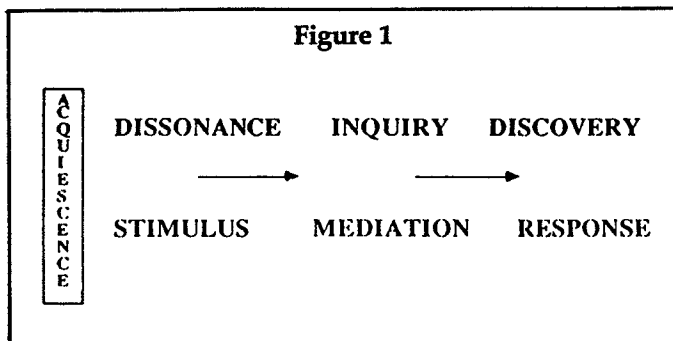 Figure 1
ACQUIESCENCE
DISSONANCE INQUIRY DISCOVERY
STIMULUS MEDIATION RESPONSE